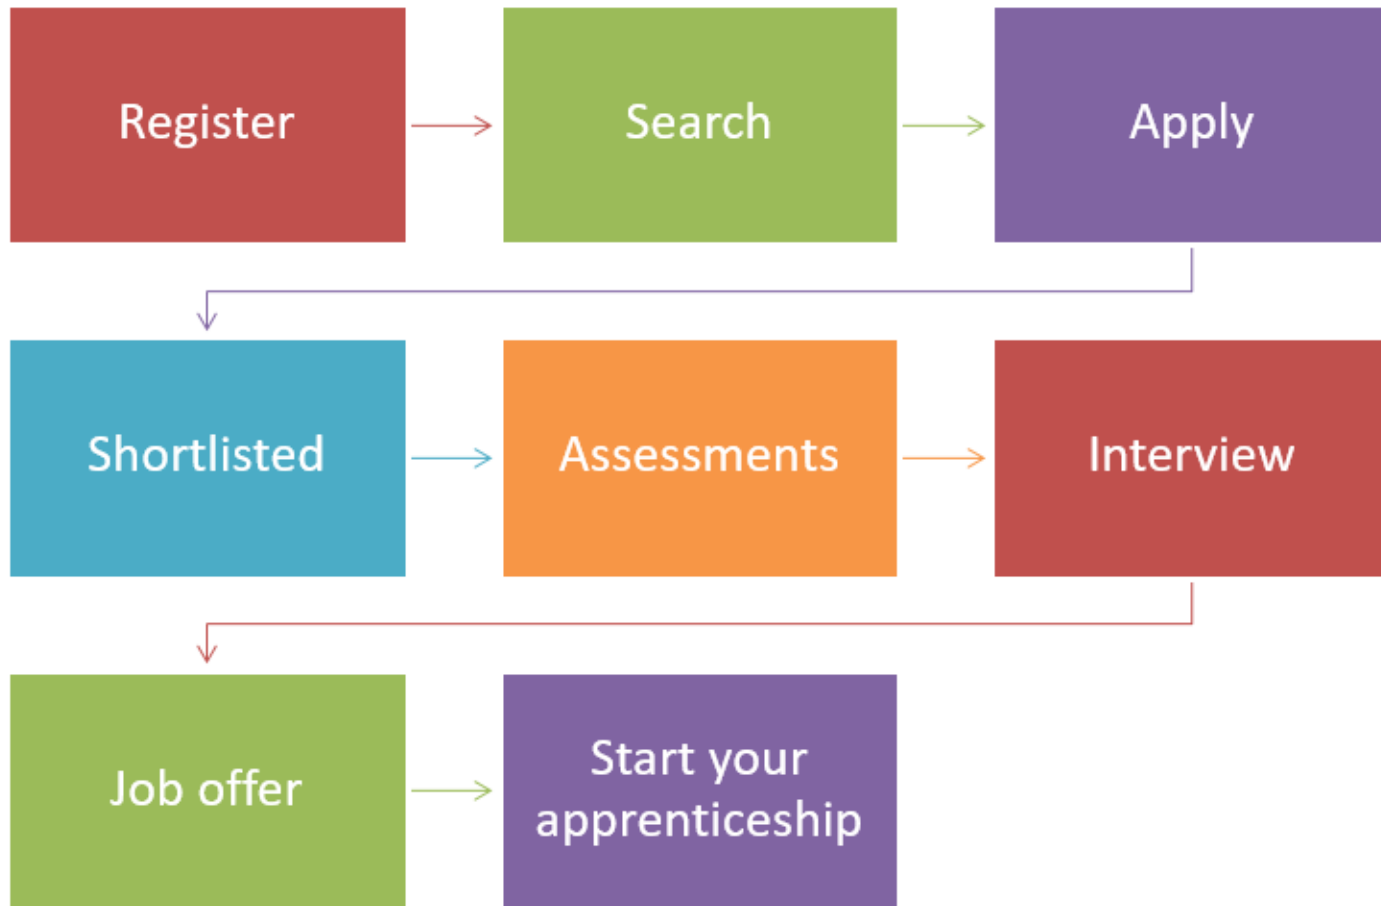 Register
Search
Apply
Shortlisted
Assessments
Interview
Job offer
Start your
apprenticeship